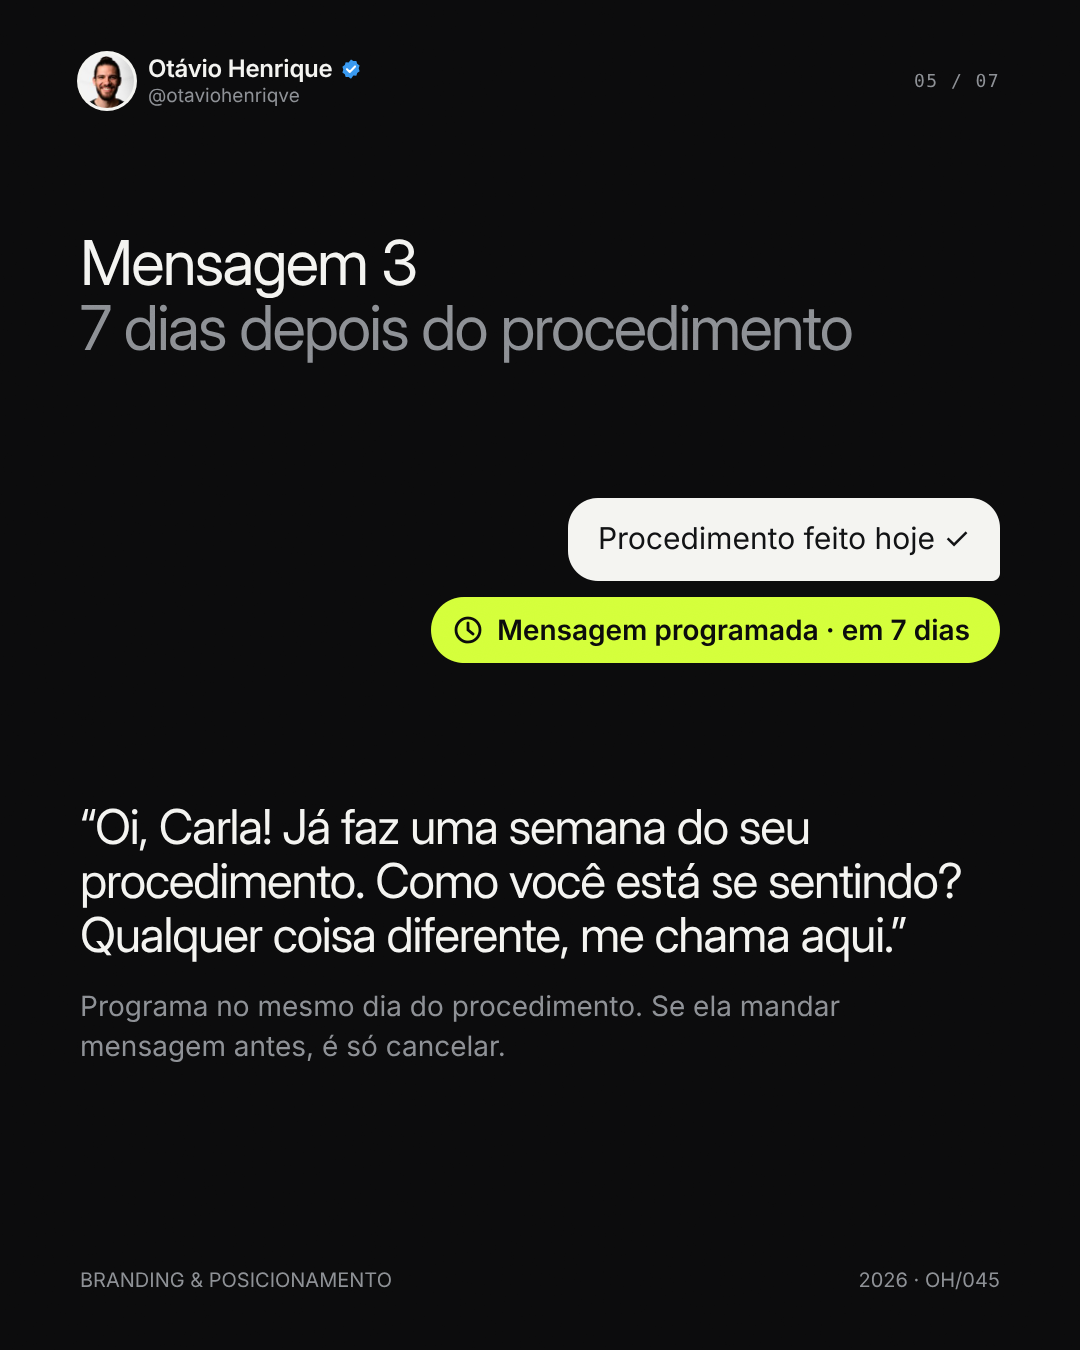 Otávio Henrique
@otaviohenriqve
05 / 07
Mensagem 3
7 dias depois do procedimento
Procedimento feito hoje ✓
Mensagem programada · em 7 dias
“Oi, Carla! Já faz uma semana do seu
procedimento. Como você está se sentindo?
Qualquer coisa diferente, me chama aqui.”
Programa no mesmo dia do procedimento. Se ela mandar
mensagem antes, é só cancelar.
BRANDING & POSICIONAMENTO
2026 · OH/045